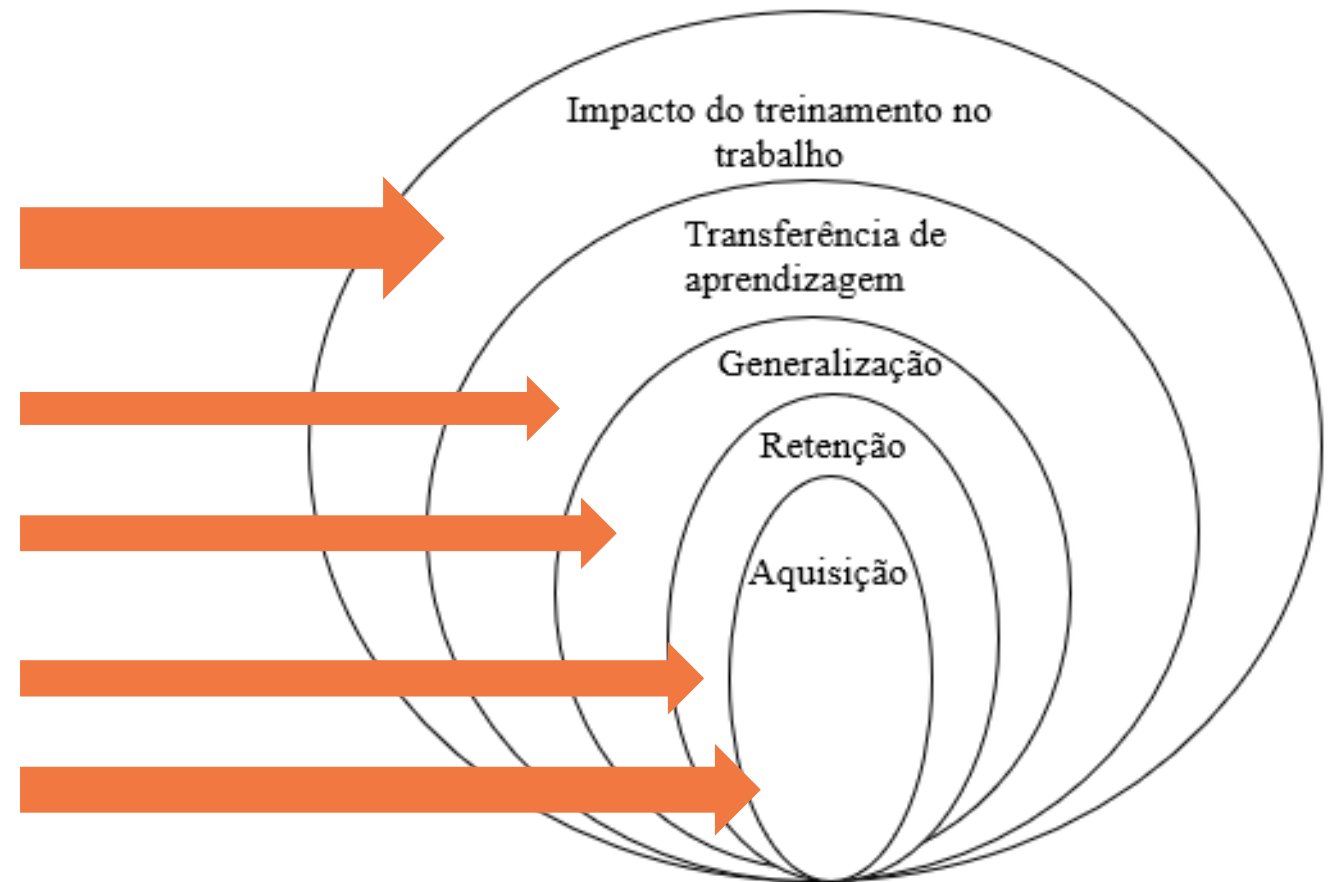 Impacto do treinamento no
trabalho
Transferência de
aprendizagem
Generalização
Retenção
Aquisição